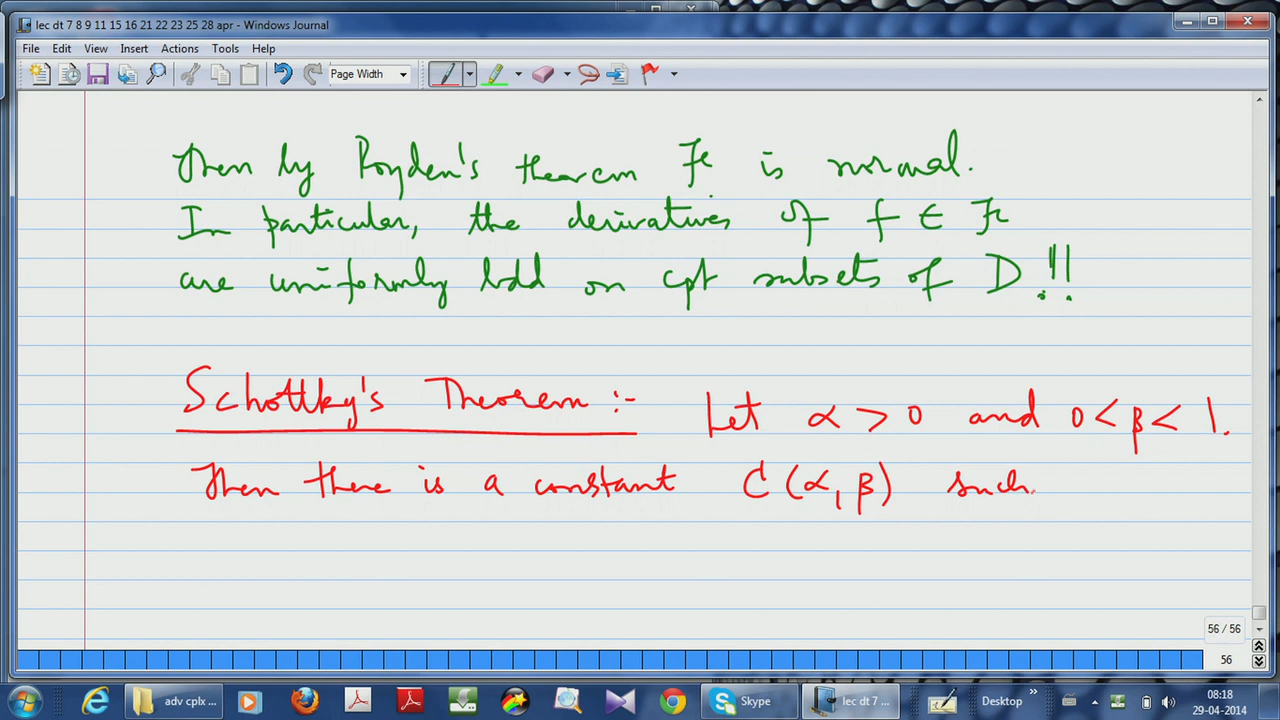 lec dt 7 8 9 11 15 16 21 22 23 25 28 apr - Windows Journal
File Edit View Insert Actions Tools Help
Page Width
Then by Royden's theorem ℱ is normal.
In particular, the derivatives of f ∈ ℱ
are uniformly bdd on cpt subsets of D !!
Schottky's Theorem :- Let α > 0 and 0 < β < 1.
Then there is a constant C(α, β) such
56 / 56
56
adv cplx ...
Skype
lec dt 7 ...
Desktop
08:18
29-04-2014